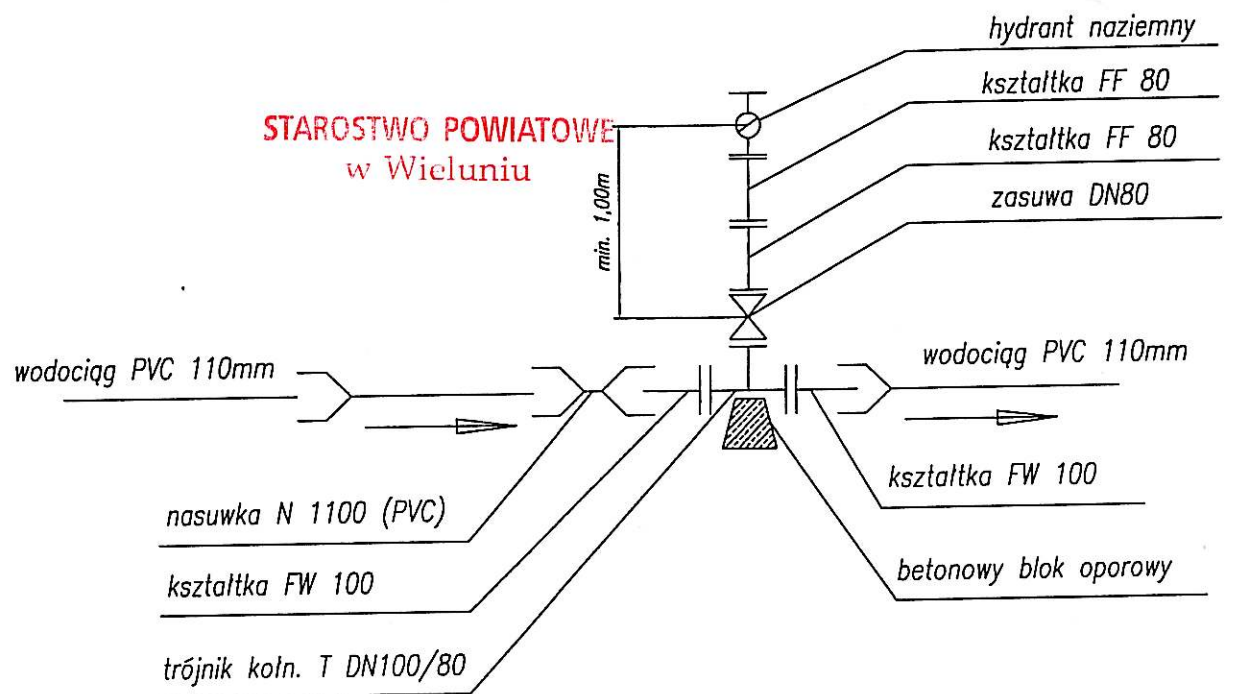 hydrant naziemny
kształtka FF 80
STAROSTWO POWIATOWE
w Wieluniu
kształtka FF 80
zasuwa DN80
min. 1,00m
wodociąg PVC 110mm
wodociąg PVC 110mm
kształtka FW 100
nasuwka N 1100 (PVC)
betonowy blok oporowy
kształtka FW 100
trójnik kołn. T DN100/80